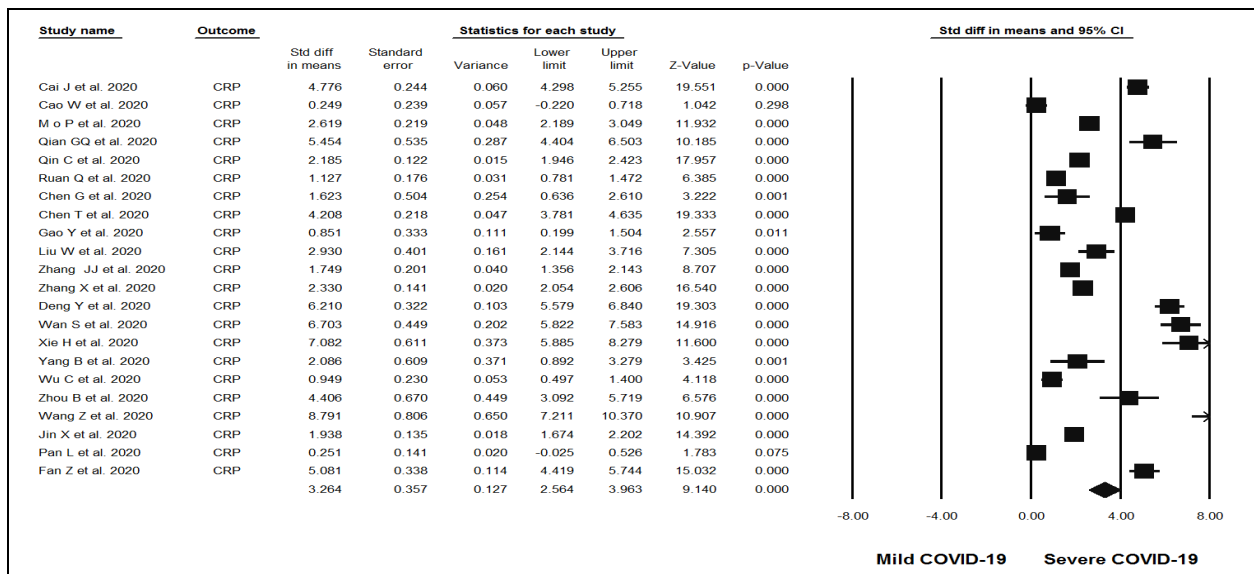 Study name Outcome Statistics for each study Std diff in means and 95% CI
Std diff in means Standard error Variance Lower limit Upper limit Z-Value p-Value
Cai J et al. 2020 CRP 4.776 0.244 0.060 4.298 5.255 19.551 0.000
Cao W et al. 2020 CRP 0.249 0.239 0.057 -0.220 0.718 1.042 0.298
M o P et al. 2020 CRP 2.619 0.219 0.048 2.189 3.049 11.932 0.000
Qian GQ et al. 2020 CRP 5.454 0.535 0.287 4.404 6.503 10.185 0.000
Qin C et al. 2020 CRP 2.185 0.122 0.015 1.946 2.423 17.957 0.000
Ruan Q et al. 2020 CRP 1.127 0.176 0.031 0.781 1.472 6.385 0.000
Chen G et al. 2020 CRP 1.623 0.504 0.254 0.636 2.610 3.222 0.001
Chen T et al. 2020 CRP 4.208 0.218 0.047 3.781 4.635 19.333 0.000
Gao Y et al. 2020 CRP 0.851 0.333 0.111 0.199 1.504 2.557 0.011
Liu W et al. 2020 CRP 2.930 0.401 0.161 2.144 3.716 7.305 0.000
Zhang JJ et al. 2020 CRP 1.749 0.201 0.040 1.356 2.143 8.707 0.000
Zhang X et al. 2020 CRP 2.330 0.141 0.020 2.054 2.606 16.540 0.000
Deng Y et al. 2020 CRP 6.210 0.322 0.103 5.579 6.840 19.303 0.000
Wan S et al. 2020 CRP 6.703 0.449 0.202 5.822 7.583 14.916 0.000
Xie H et al. 2020 CRP 7.082 0.611 0.373 5.885 8.279 11.600 0.000
Yang B et al. 2020 CRP 2.086 0.609 0.371 0.892 3.279 3.425 0.001
Wu C et al. 2020 CRP 0.949 0.230 0.053 0.497 1.400 4.118 0.000
Zhou B et al. 2020 CRP 4.406 0.670 0.449 3.092 5.719 6.576 0.000
Wang Z et al. 2020 CRP 8.791 0.806 0.650 7.211 10.370 10.907 0.000
Jin X et al. 2020 CRP 1.938 0.135 0.018 1.674 2.202 14.392 0.000
Pan L et al. 2020 CRP 0.251 0.141 0.020 -0.025 0.526 1.783 0.075
Fan Z et al. 2020 CRP 5.081 0.338 0.114 4.419 5.744 15.032 0.000
3.264 0.357 0.127 2.564 3.963 9.140 0.000
-8.00 -4.00 0.00 4.00 8.00
Mild COVID-19 Severe COVID-19